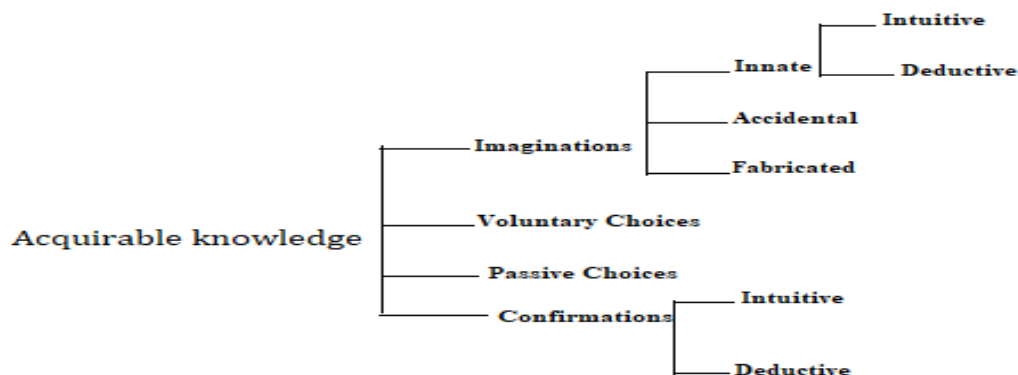 Intuitive
Innate
Deductive
Accidental
Imaginations
Fabricated
Voluntary Choices
Acquirable knowledge
Passive Choices
Intuitive
Confirmations
Deductive